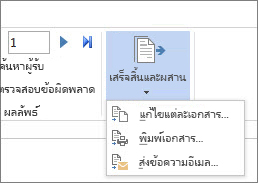 1
ค้นหาผู้รับ
ตรวจสอบข้อผิดพลาด
ผลลัพธ์
เสร็จสิ้นและผสาน
แก้ไขแต่ละเอกสาร...
พิมพ์เอกสาร...
ส่งข้อความอีเมล...